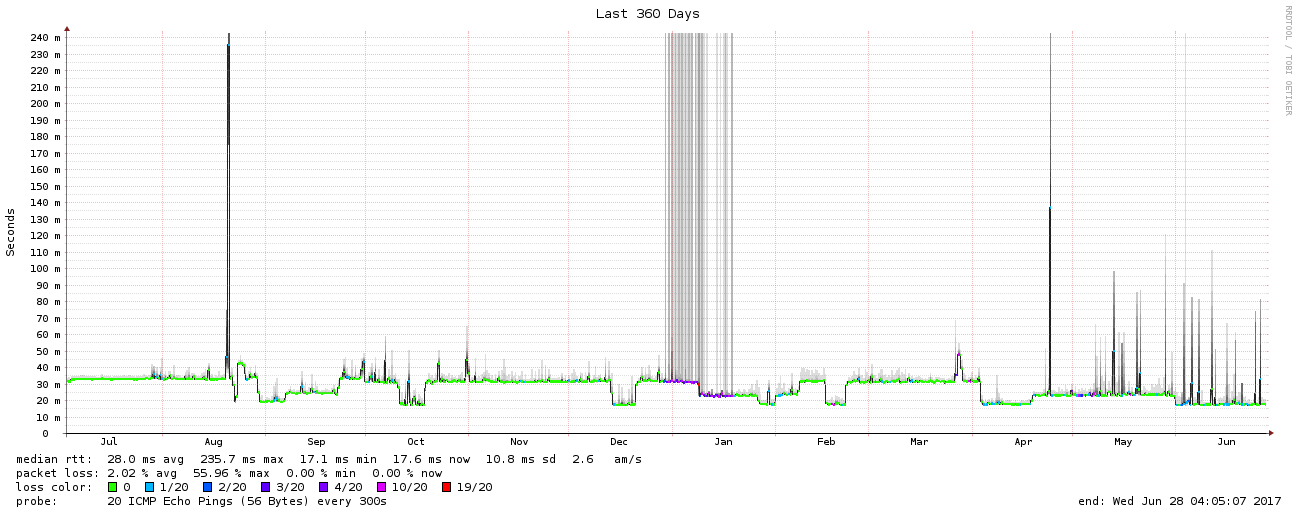 Last 360 Days
RRDTOOL / TOBI OETIKER
Seconds
240 m
230 m
220 m
210 m
200 m
190 m
180 m
170 m
160 m
150 m
140 m
130 m
120 m
110 m
100 m
90 m
80 m
70 m
60 m
50 m
40 m
30 m
20 m
10 m
0
Jul Aug Sep Oct Nov Dec Jan Feb Mar Apr May Jun
median rtt: 28.0 ms avg 235.7 ms max 17.1 ms min 17.6 ms now 10.8 ms sd 2.6 am/s
packet loss: 2.02 % avg 55.96 % max 0.00 % min 0.00 % now
loss color: 0 1/20 2/20 3/20 4/20 10/20 19/20
probe: 20 ICMP Echo Pings (56 Bytes) every 300s end: Wed Jun 28 04:05:07 2017